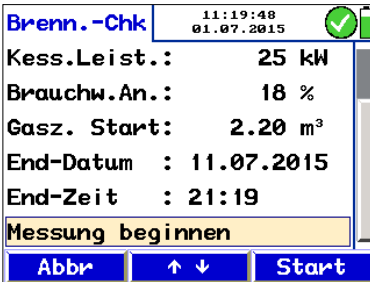 Brenn.-Chk
11:19:48
01.07.2015
Kess.Leist.: 25 kW
Brauchw.An.: 18 %
Gasz. Start: 2.20 m³
End-Datum : 11.07.2015
End-Zeit : 21:19
Messung beginnen
Abbr ↑ ↓ Start